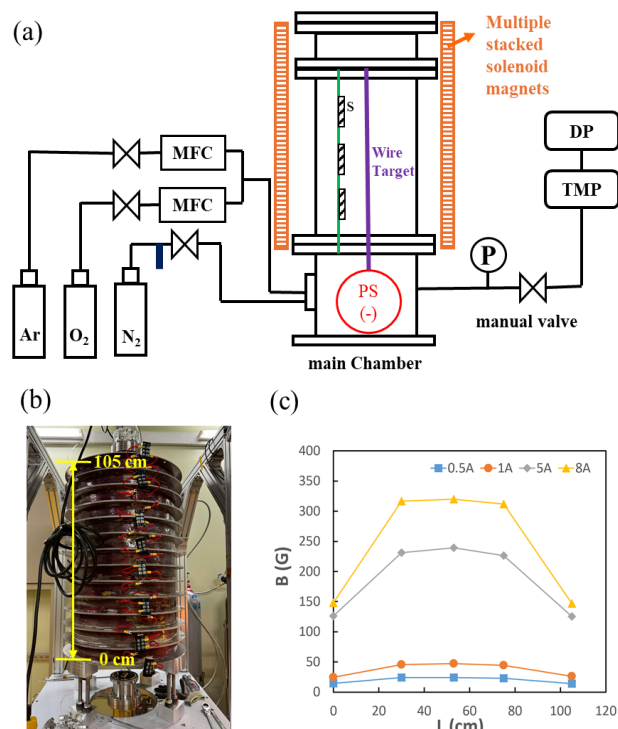 (a)
Multiple
stacked
solenoid
magnets
S
DP
MFC
Wire
Target
TMP
MFC
P
PS
(-)
Ar
O₂
N₂
manual valve
main Chamber
(b)
(c)
105 cm
0 cm
400
350
300
250
200
150
100
50
0
0.5A
1A
5A
8A
B (G)
0
20
40
60
80
100
120
L (cm)